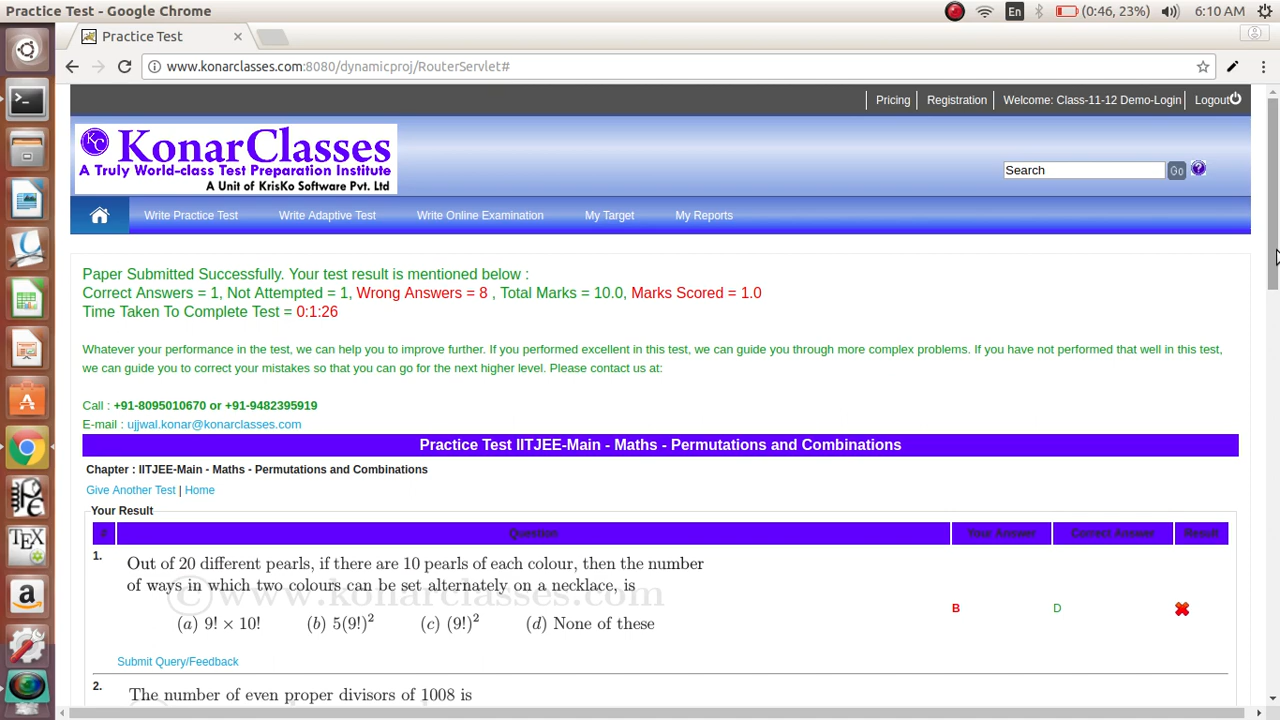 Practice Test - Google Chrome
En
(0:46, 23%)
6:10 AM
Practice Test
www.konarclasses.com:8080/dynamicproj/RouterServlet#
Pricing
Registration
Welcome: Class-11-12 Demo-Login
Logout
KC
KonarClasses
A Truly World-class Test Preparation Institute
A Unit of KrisKo Software Pvt. Ltd
Search
Go
?
Write Practice Test
Write Adaptive Test
Write Online Examination
My Target
My Reports
Paper Submitted Successfully. Your test result is mentioned below :
Correct Answers = 1, Not Attempted = 1, Wrong Answers = 8 , Total Marks = 10.0, Marks Scored = 1.0
Time Taken To Complete Test = 0:1:26
Whatever your performance in the test, we can help you to improve further. If you performed excellent in this test, we can guide you through more complex problems. If you have not performed that well in this test,
we can guide you to correct your mistakes so that you can go for the next higher level. Please contact us at:
Call : +91-8095010670 or +91-9482395919
E-mail : ujjwal.konar@konarclasses.com
Practice Test IITJEE-Main - Maths - Permutations and Combinations
Chapter : IITJEE-Main - Maths - Permutations and Combinations
Give Another Test | Home
Your Result
# Question Your Answer Correct Answer Result
1. Out of 20 different pearls, if there are 10 pearls of each colour, then the number
of ways in which two colours can be set alternately on a necklace, is
©www.konarclasses.com
(a) 9! × 10! (b) 5(9!)² (c) (9!)² (d) None of these
B
D
Submit Query/Feedback
2. The number of even proper divisors of 1008 is
TEX
a